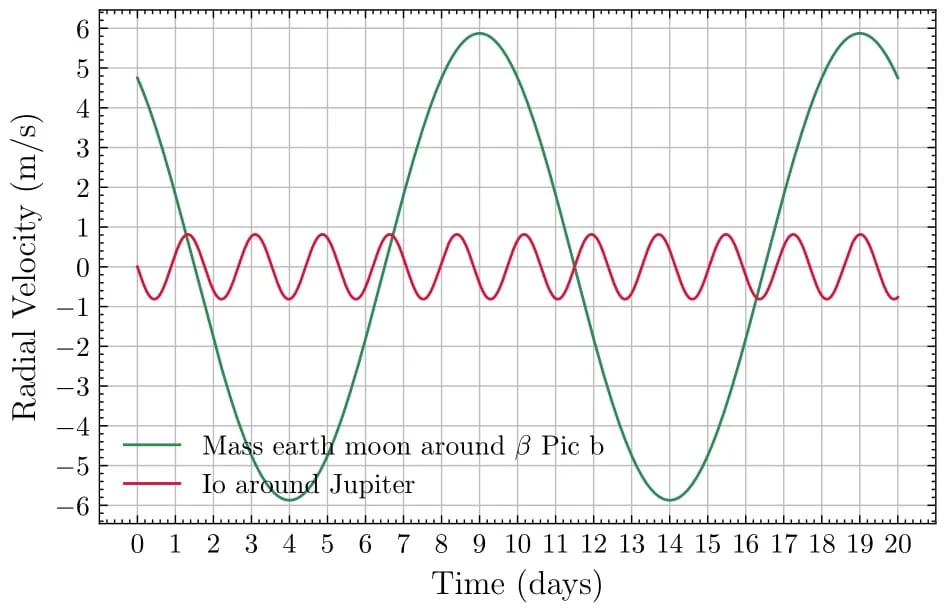 6
5
4
3
2
1
0
−1
−2
−3
−4
−5
−6
Radial Velocity (m/s)
Mass earth moon around β Pic b
Io around Jupiter
0 1 2 3 4 5 6 7 8 9 10 11 12 13 14 15 16 17 18 19 20
Time (days)